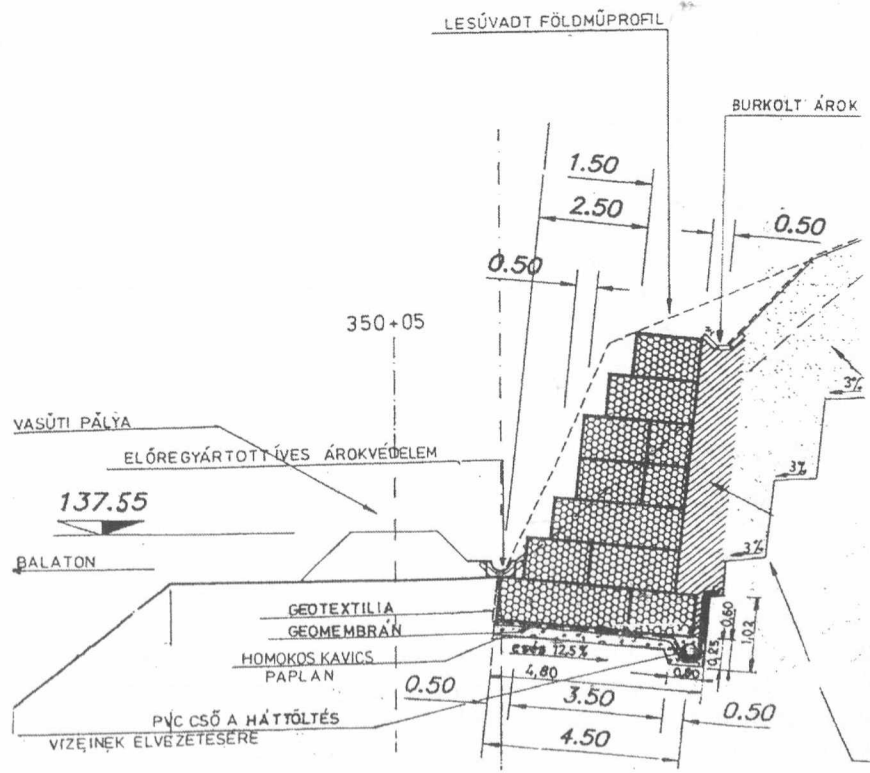 LESÚVADT FÖLDMŰPROFIL
BURKOLT ÁROK
1.50
2.50
0.50
0.50
350+05
VASÚTI PÁLYA
ELŐREGYÁRTOTT ÍVES ÁROKVÉDELEM
137.55
BALATON
3%
3%
3%
GEOTEXTILIA
GEOMEMBRÁN
HOMOKOS KAVICS
PAPLAN
esés 12,5%
4,80
0,60
0,25
1,02
0.50
3.50
0.50
PVC CSŐ A HÁTTÖLTÉS
VIZEINEK ELVEZETÉSÉRE
4.50